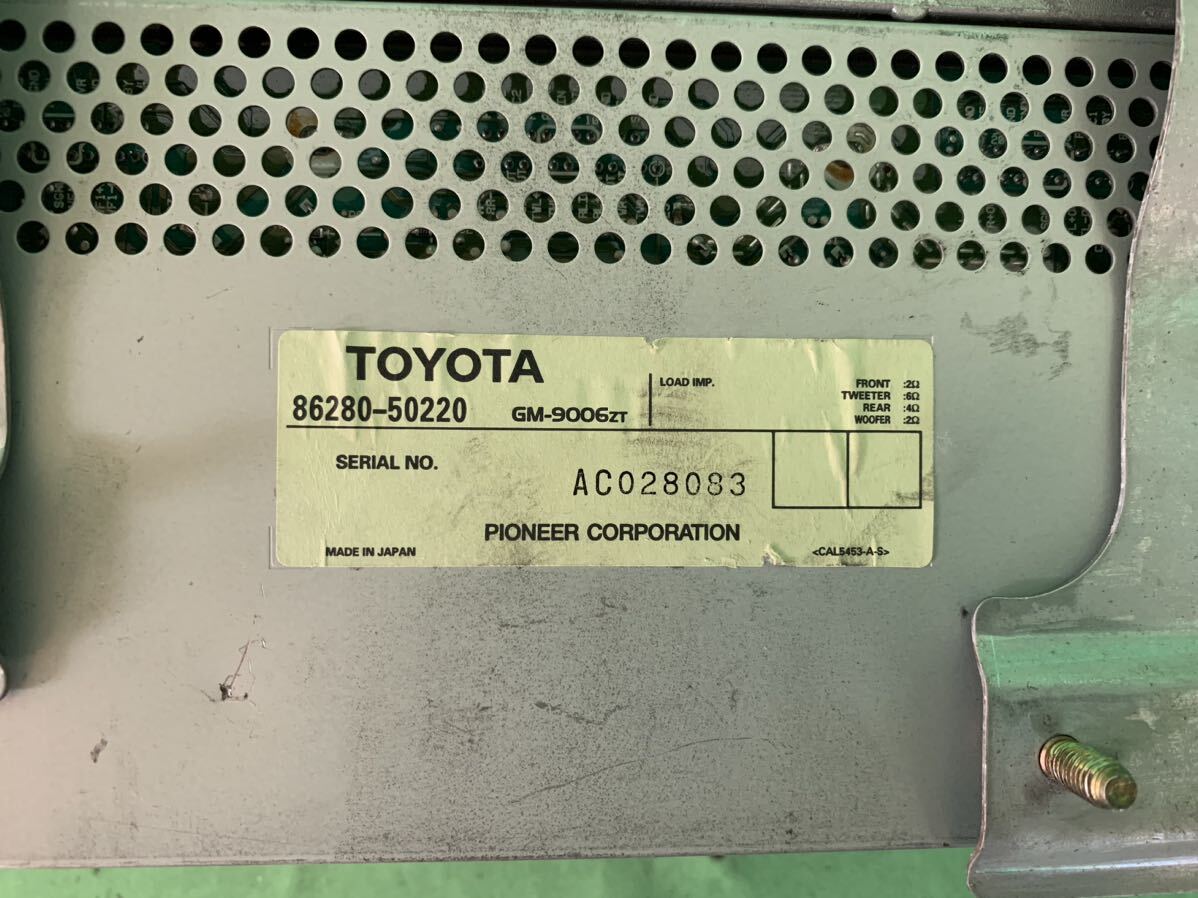 TOYOTA
86280-50220 GM-9006ZT
LOAD IMP.
FRONT :2Ω
TWEETER :6Ω
REAR :4Ω
WOOFER :2Ω
SERIAL NO.
AC028083
PIONEER CORPORATION
MADE IN JAPAN
<CAL5453-A-S>